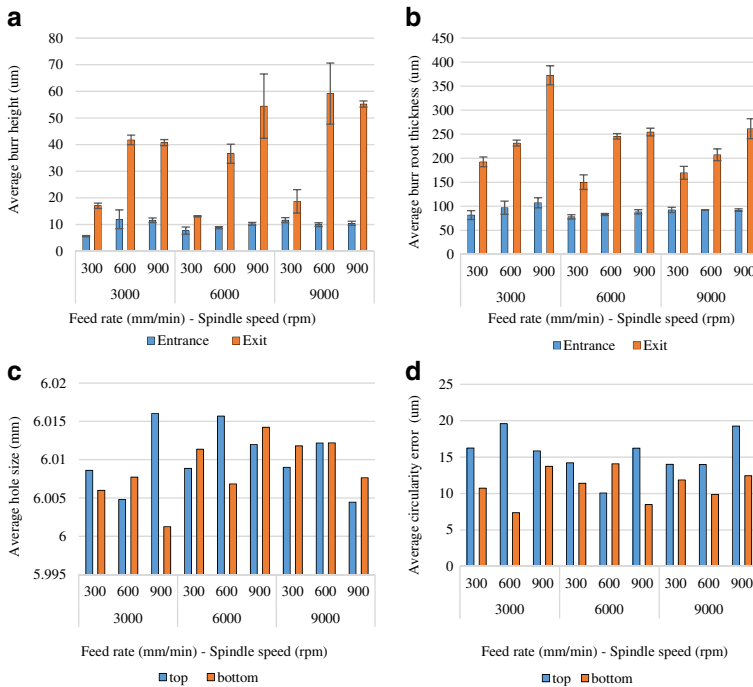 a
Average burr height (um)
80
70
60
50
40
30
20
10
0
300 600 900 300 600 900 300 600 900
3000 6000 9000
Feed rate (mm/min) - Spindle speed (rpm)
Entrance Exit
b
Average burr root thickness (um)
450
400
350
300
250
200
150
100
50
0
300 600 900 300 600 900 300 600 900
3000 6000 9000
Feed rate (mm/min) - Spindle speed (rpm)
Entrance Exit
c
Average hole size (mm)
6.02
6.015
6.01
6.005
6
5.995
300 600 900 300 600 900 300 600 900
3000 6000 9000
Feed rate (mm/min) - Spindle speed (rpm)
top bottom
d
Average circularity error (um)
25
20
15
10
5
0
300 600 900 300 600 900 300 600 900
3000 6000 9000
Feed rate (mm/min) - Spindle speed (rpm)
top bottom